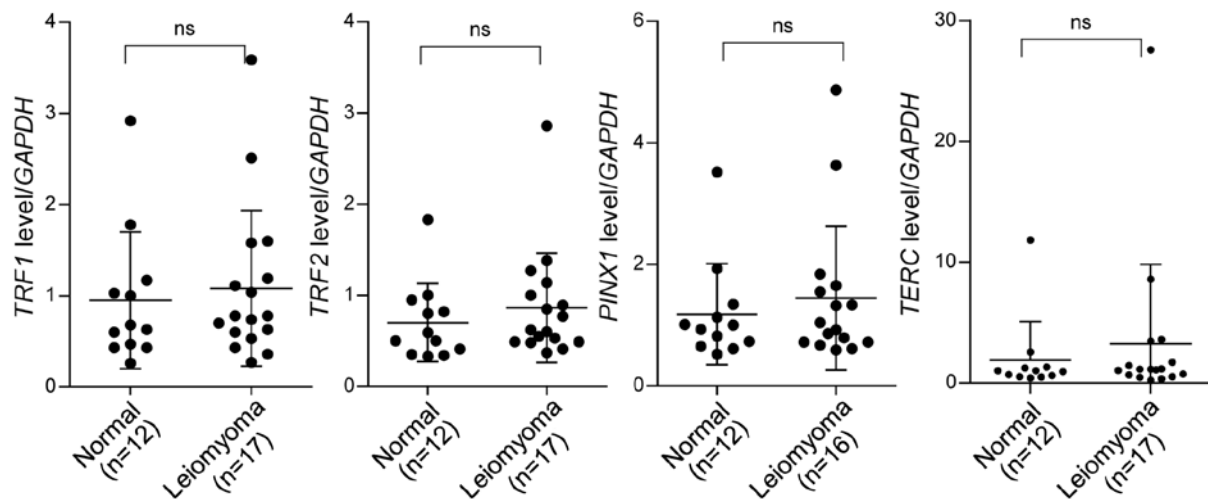 TRF1 level/GAPDH
4
3
2
1
0
ns
Normal
(n=12)
Leiomyoma
(n=17)
TRF2 level/GAPDH
4
3
2
1
0
ns
Normal
(n=12)
Leiomyoma
(n=17)
PINX1 level/GAPDH
6
4
2
0
ns
Normal
(n=12)
Leiomyoma
(n=16)
TERC level/GAPDH
30
20
10
0
ns
Normal
(n=12)
Leiomyoma
(n=17)